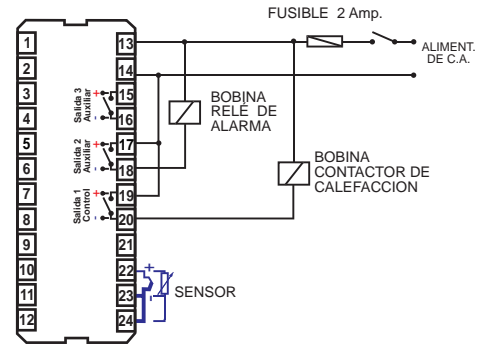 FUSIBLE 2 Amp.
ALIMENT.
DE C.A.
1
2
3
4
5
6
7
8
9
10
11
12
13
14
15
16
17
18
19
20
21
22
23
24
Salida 3
Auxiliar
+
-
Salida 2
Auxiliar
+
-
Salida 1
Control
+
-
BOBINA
RELÉ DE
ALARMA
BOBINA
CONTACTOR DE
CALEFACCION
+
-
SENSOR